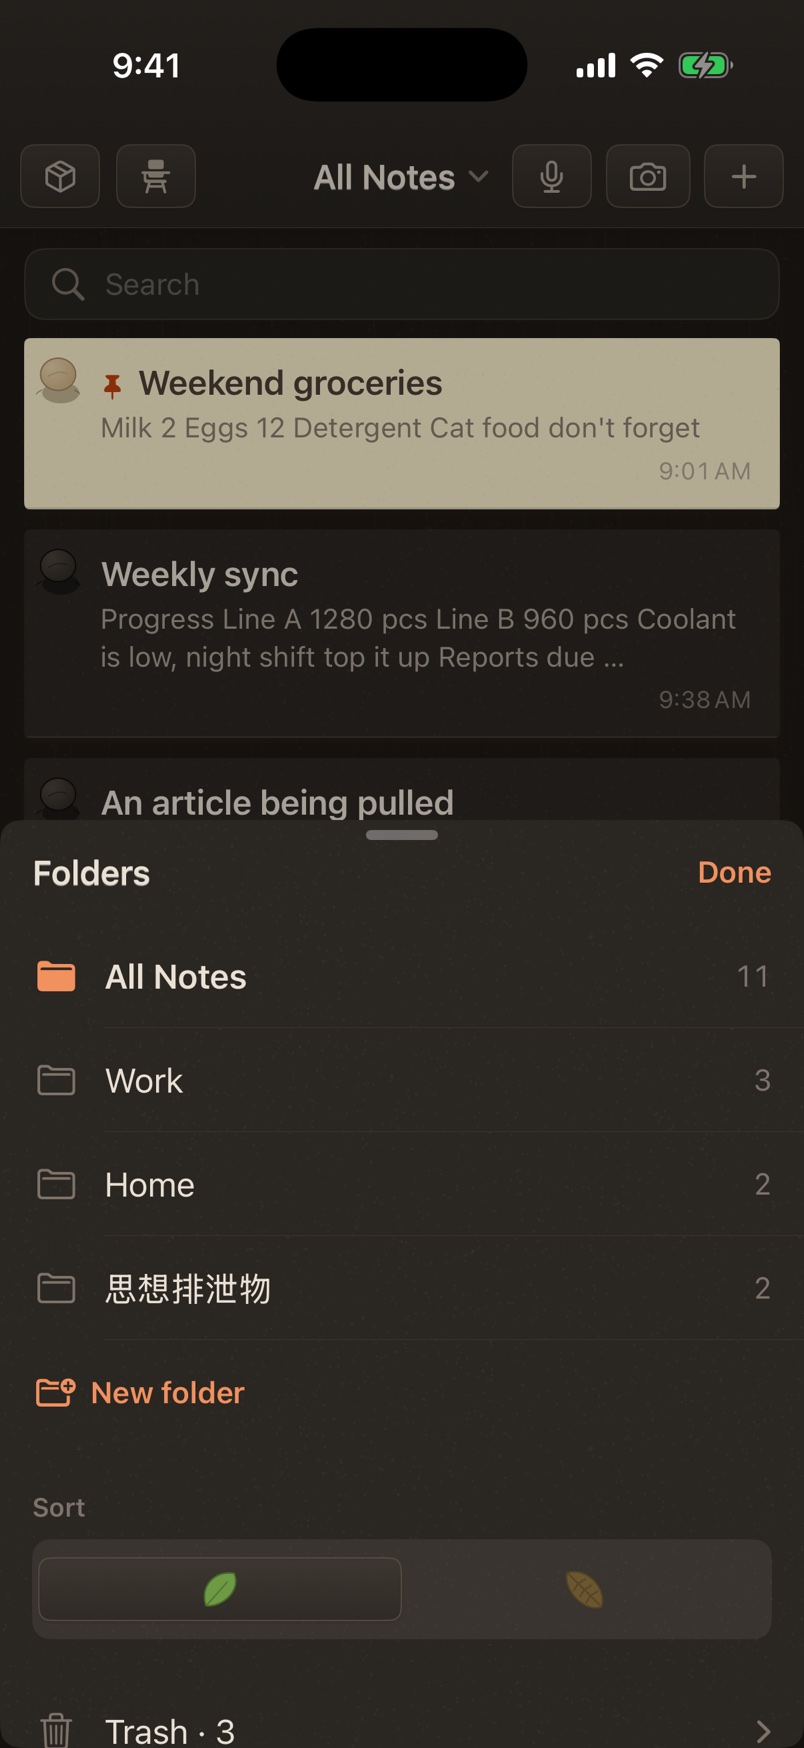 9:41
All Notes
Search
Weekend groceries
Milk 2 Eggs 12 Detergent Cat food don't forget
9:01 AM
Weekly sync
Progress Line A 1280 pcs Line B 960 pcs Coolant
is low, night shift top it up Reports due ...
9:38 AM
An article being pulled
Folders
Done
All Notes
11
Work
3
Home
2
思想排泄物
2
New folder
Sort
Trash · 3